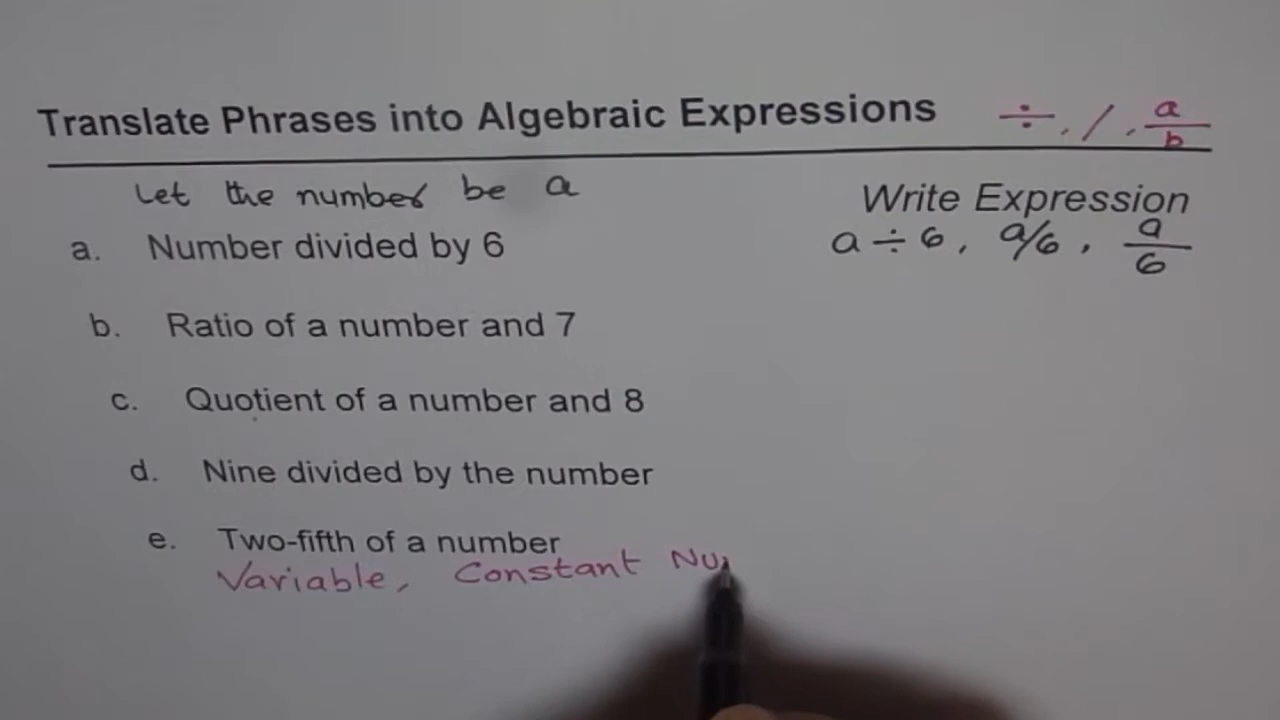 Translate Phrases into Algebraic Expressions ÷, /, a/b
Let the number be a
Write Expression
a. Number divided by 6 a ÷ 6, a/6, a/6
b. Ratio of a number and 7
c. Quotient of a number and 8
d. Nine divided by the number
e. Two-fifth of a number
Variable, Constant Nu